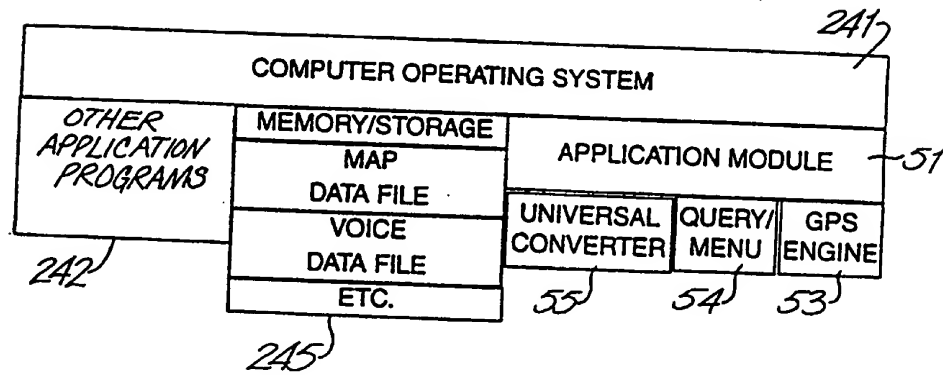 241
COMPUTER OPERATING SYSTEM
OTHER
APPLICATION
PROGRAMS
242
MEMORY/STORAGE
MAP
DATA FILE
VOICE
DATA FILE
ETC.
245
APPLICATION MODULE
51
UNIVERSAL
CONVERTER
55
QUERY/
MENU
54
GPS
ENGINE
53